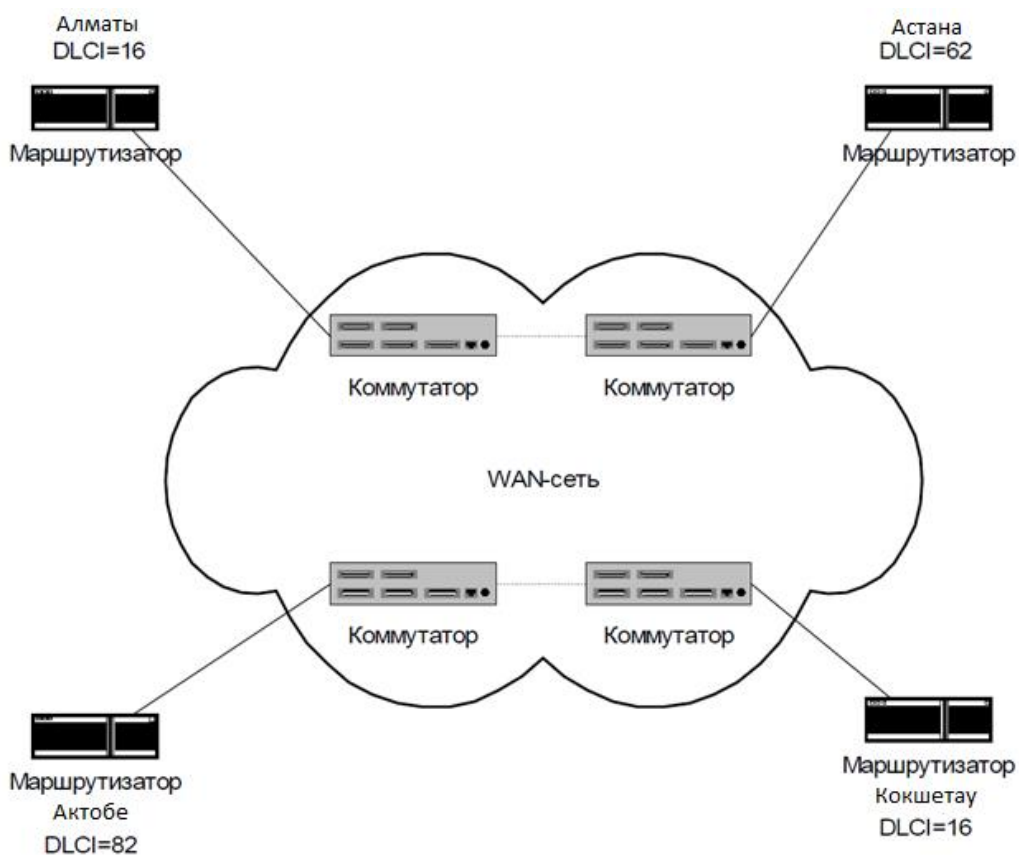 Алматы
DLCI=16
Маршрутизатор
Астана
DLCI=62
Маршрутизатор
Коммутатор
Коммутатор
WAN-сеть
Коммутатор
Коммутатор
Маршрутизатор
Актобе
DLCI=82
Маршрутизатор
Кокшетау
DLCI=16